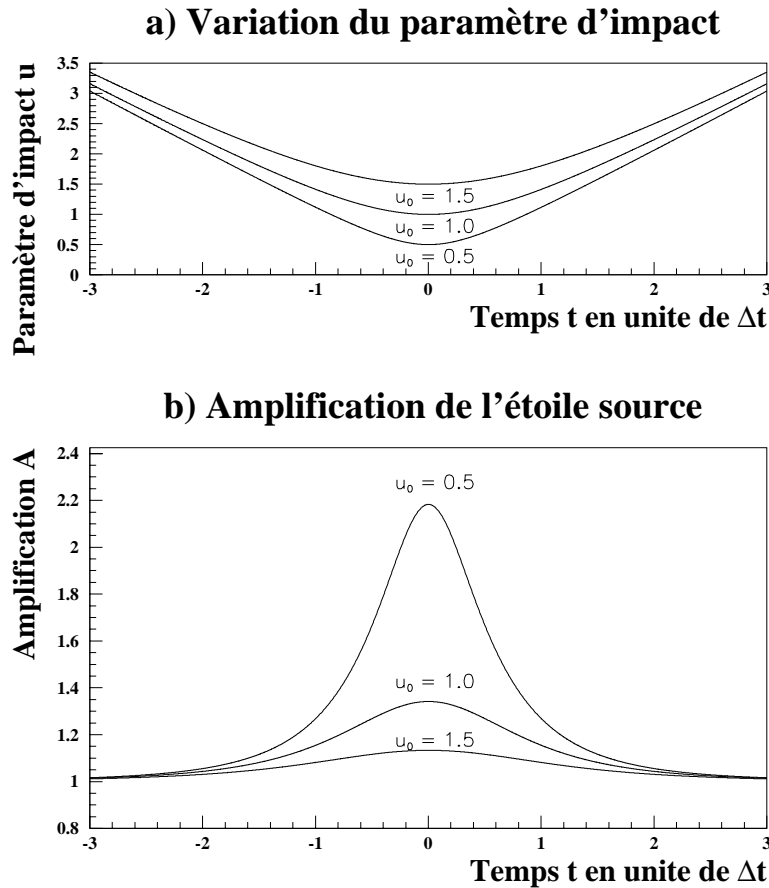 a) Variation du paramètre d'impact
Paramètre d'impact u
3.5
3
2.5
2
1.5
1
0.5
0
u₀ = 1.5
u₀ = 1.0
u₀ = 0.5
-3 -2 -1 0 1 2 3
Temps t en unite de Δt
b) Amplification de l'étoile source
Amplification A
2.4
2.2
2
1.8
1.6
1.4
1.2
1
0.8
u₀ = 0.5
u₀ = 1.0
u₀ = 1.5
-3 -2 -1 0 1 2 3
Temps t en unite de Δt